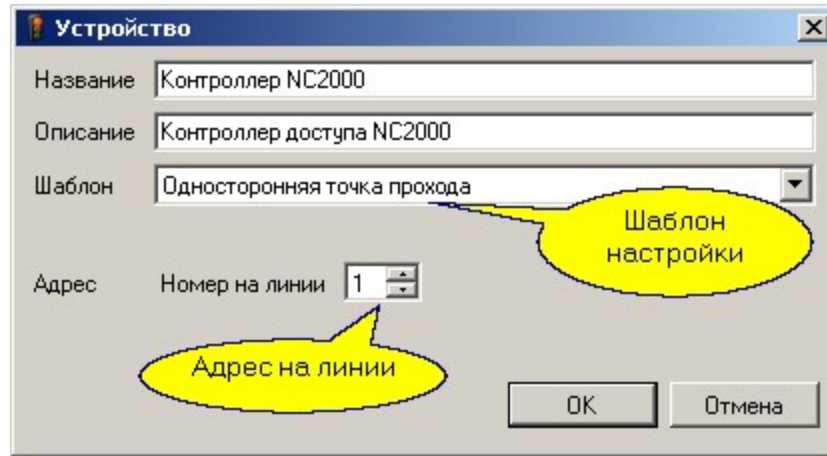 Устройство
Название Контроллер NC2000
Описание Контроллер доступа NC2000
Шаблон Односторонняя точка прохода
Шаблон
настройки
Адрес Номер на линии 1
Адрес на линии
OK Отмена